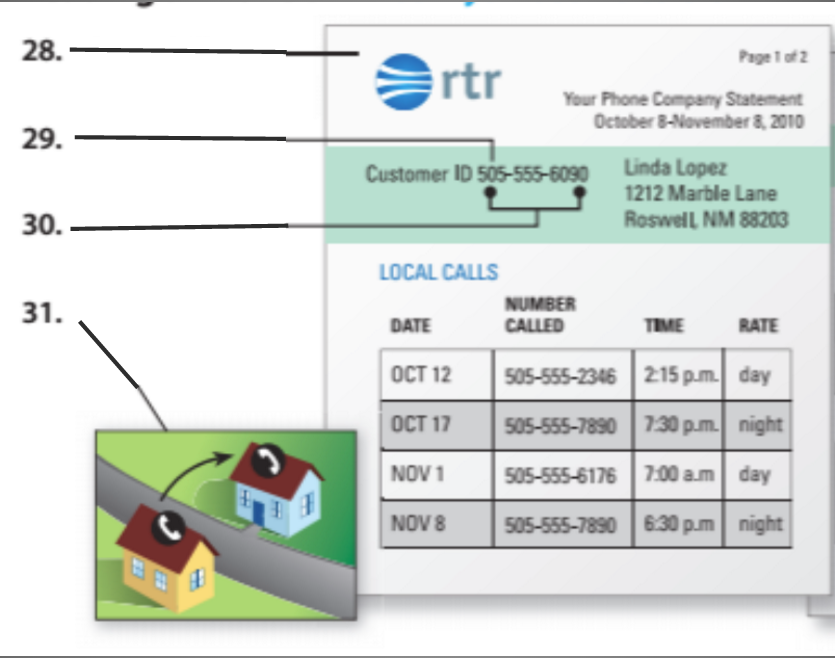 28.
rtr
Page 1 of 2
Your Phone Company Statement
October 8-November 8, 2010
29.
Customer ID 505-555-6090
Linda Lopez
1212 Marble Lane
Roswell, NM 88203
30.
31.
LOCAL CALLS
DATE NUMBER CALLED TIME RATE
OCT 12 505-555-2346 2:15 p.m. day
OCT 17 505-555-7890 7:30 p.m. night
NOV 1 505-555-6176 7:00 a.m day
NOV 8 505-555-7890 6:30 p.m night